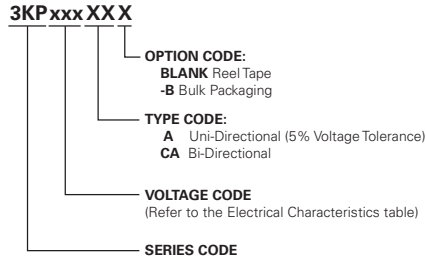 3KPxxxXXX
OPTION CODE:
BLANK Reel Tape
-B Bulk Packaging
TYPE CODE:
A Uni-Directional (5% Voltage Tolerance)
CA Bi-Directional
VOLTAGE CODE
(Refer to the Electrical Characteristics table)
SERIES CODE